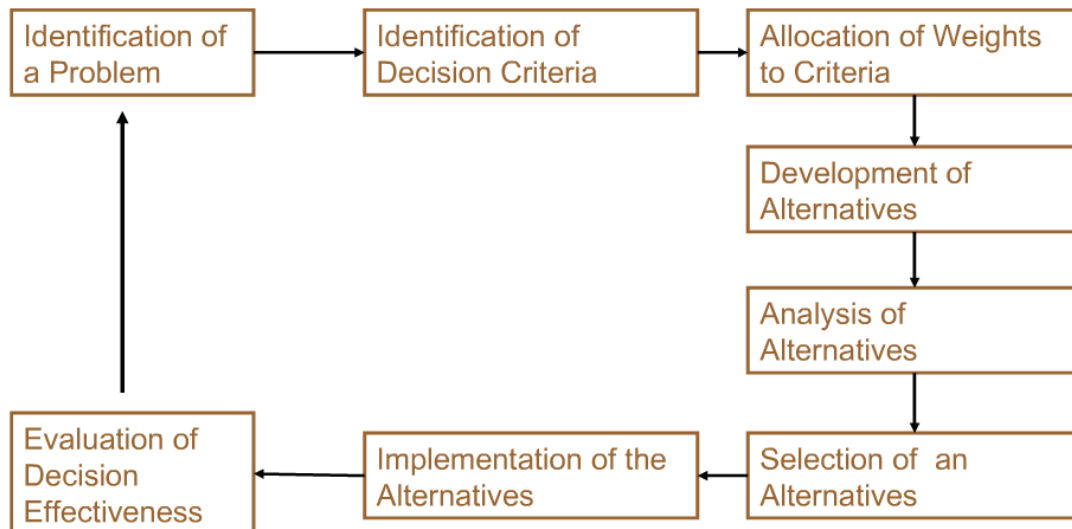 Identification of
a Problem
Identification of
Decision Criteria
Allocation of Weights
to Criteria
Development of
Alternatives
Analysis of
Alternatives
Selection of  an
Alternatives
Implementation of the
Alternatives
Evaluation of
Decision
Effectiveness